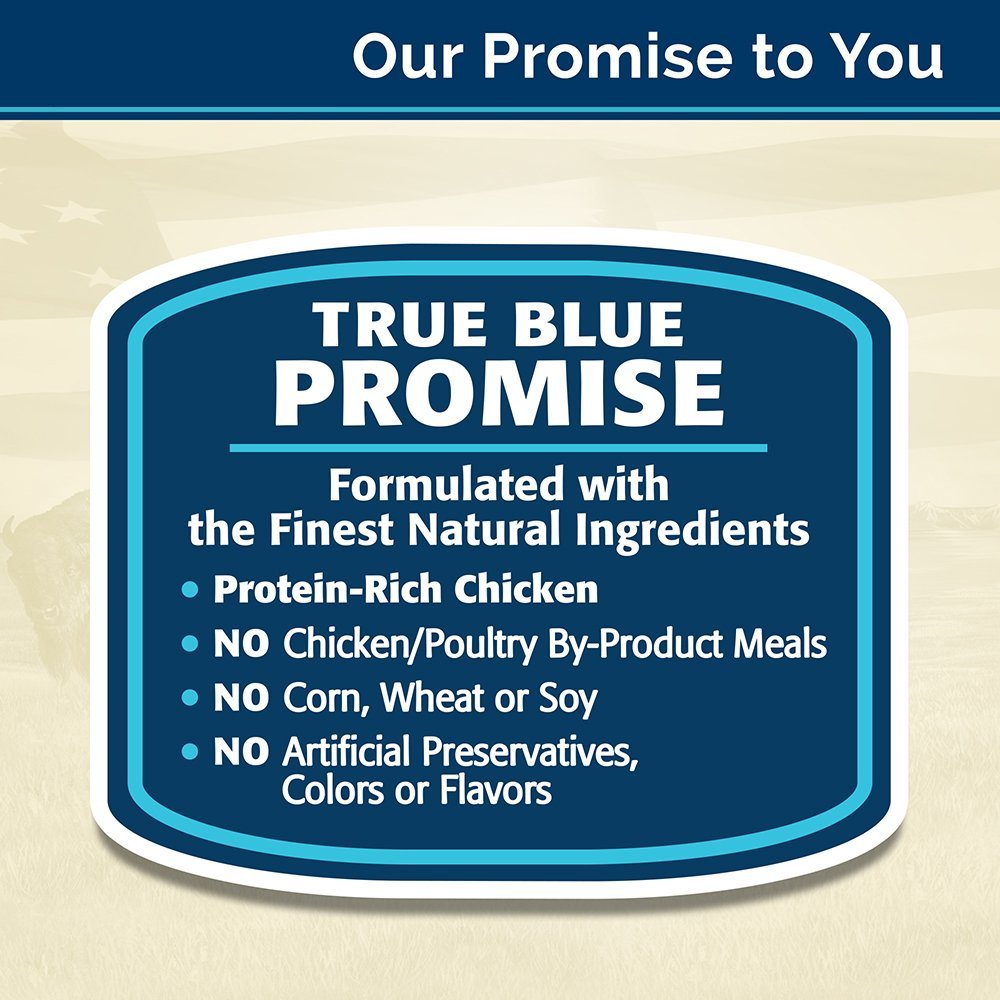 Our Promise to You
TRUE BLUE
PROMISE
Formulated with
the Finest Natural Ingredients
• Protein-Rich Chicken
• NO Chicken/Poultry By-Product Meals
• NO Corn, Wheat or Soy
• NO Artificial Preservatives,
Colors or Flavors